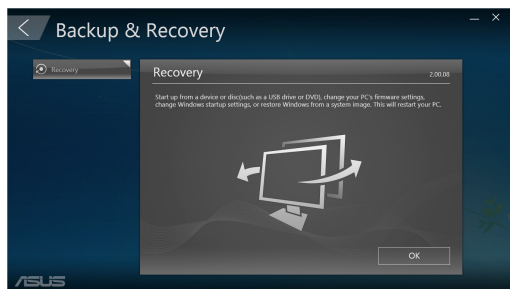 Backup & Recovery
Recovery
Recovery
2.00.08
Start up from a device or disc(such as a USB drive or DVD), change your PC's firmware settings,
change Windows startup settings, or restore Windows from a system image. This will restart your PC.
OK
ASUS